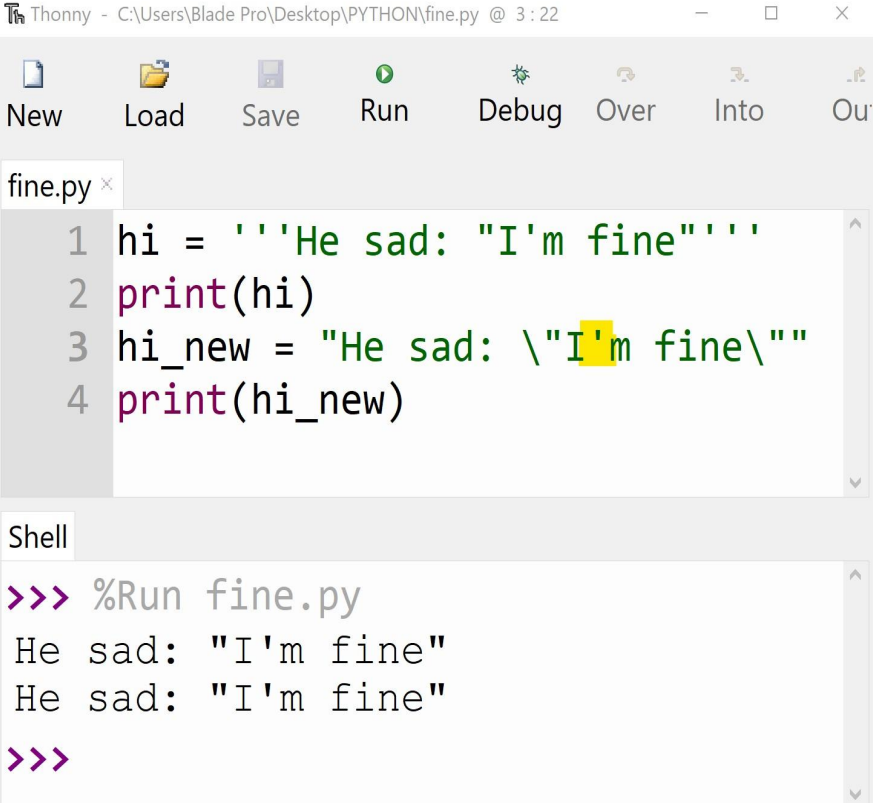 Thonny - C:\Users\Blade Pro\Desktop\PYTHON\fine.py @ 3:22
New Load Save Run Debug Over Into Ou
fine.py
1 hi = '''He sad: "I'm fine"'''
2 print(hi)
3 hi_new = "He sad: \"I'm fine\""
4 print(hi_new)
Shell
>>> %Run fine.py
He sad: "I'm fine"
He sad: "I'm fine"
>>>